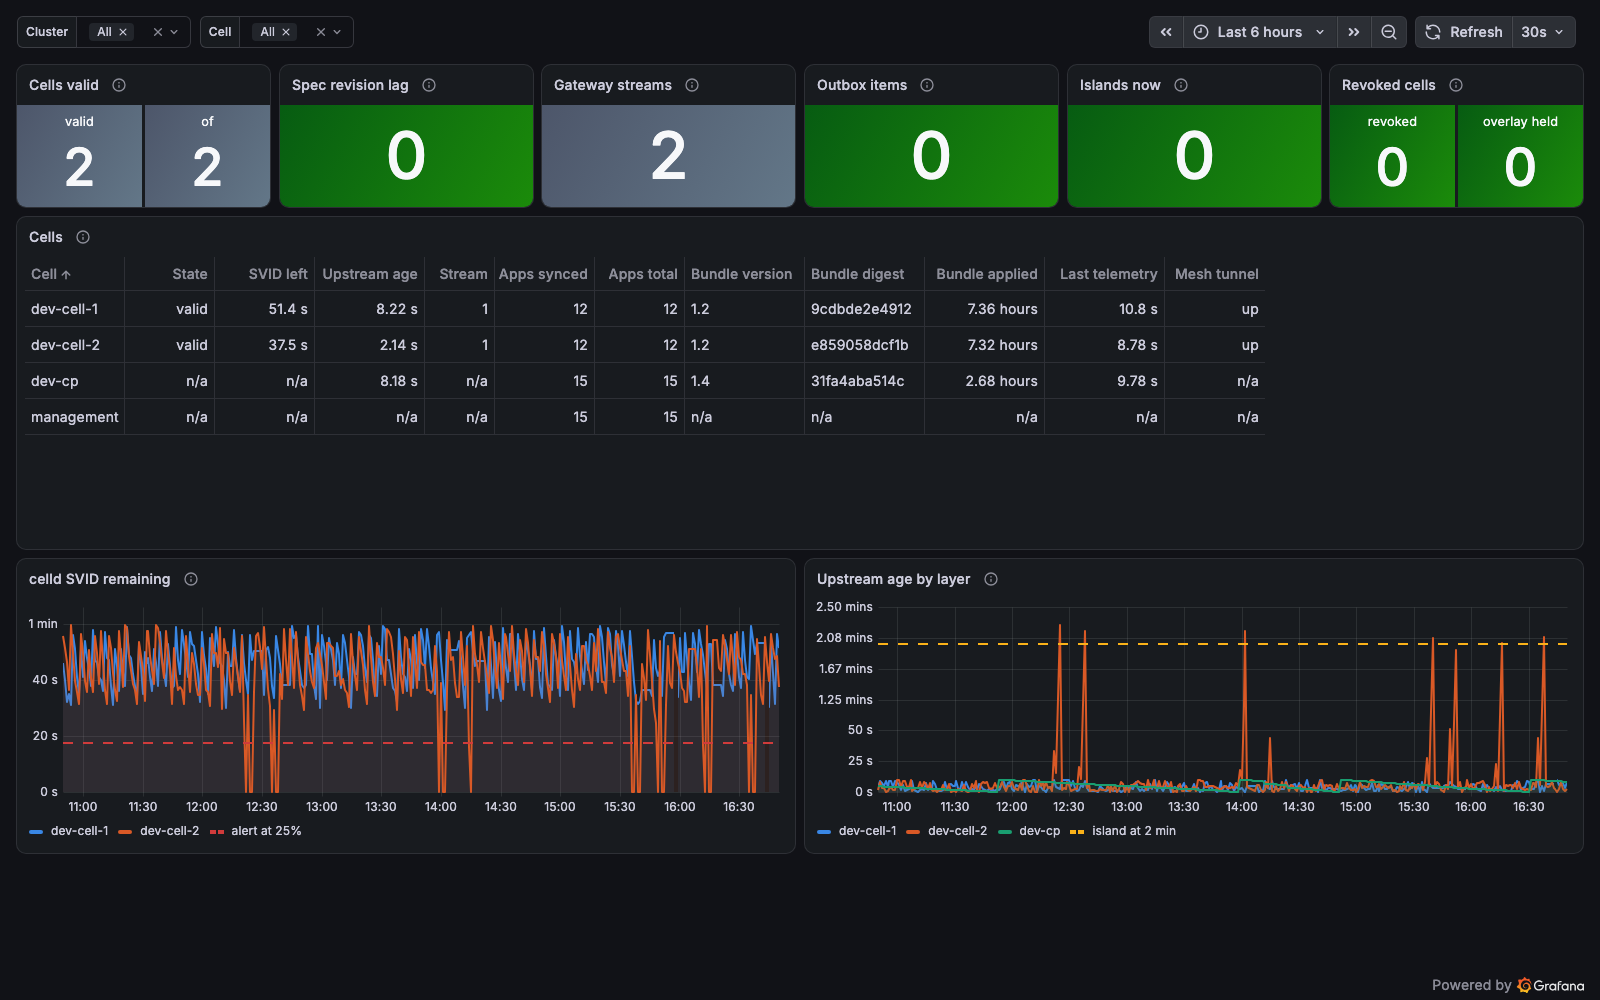 Cluster All Cell All Last 6 hours Refresh 30s
Cells valid Spec revision lag Gateway streams Outbox items Islands now Revoked cells
valid of revoked overlay held
2 2 0 2 0 0 0 0
Cells
Cell State SVID left Upstream age Stream Apps synced Apps total Bundle version Bundle digest Bundle applied Last telemetry Mesh tunnel
dev-cell-1 valid 51.4 s 8.22 s 1 12 12 1.2 9cdbde2e4912 7.36 hours 10.8 s up
dev-cell-2 valid 37.5 s 2.14 s 1 12 12 1.2 e859058dcf1b 7.32 hours 8.78 s up
dev-cp n/a n/a 8.18 s n/a 15 15 1.4 31fa4aba514c 2.68 hours 9.78 s n/a
management n/a n/a n/a n/a 15 15 n/a n/a n/a n/a n/a
celld SVID remaining
1 min
40 s
20 s
0 s
11:00 11:30 12:00 12:30 13:00 13:30 14:00 14:30 15:00 15:30 16:00 16:30
dev-cell-1 dev-cell-2 alert at 25%
Upstream age by layer
2.50 mins
2.08 mins
1.67 mins
1.25 mins
50 s
25 s
0 s
11:00 11:30 12:00 12:30 13:00 13:30 14:00 14:30 15:00 15:30 16:00 16:30
dev-cell-1 dev-cell-2 dev-cp island at 2 min
Powered by Grafana